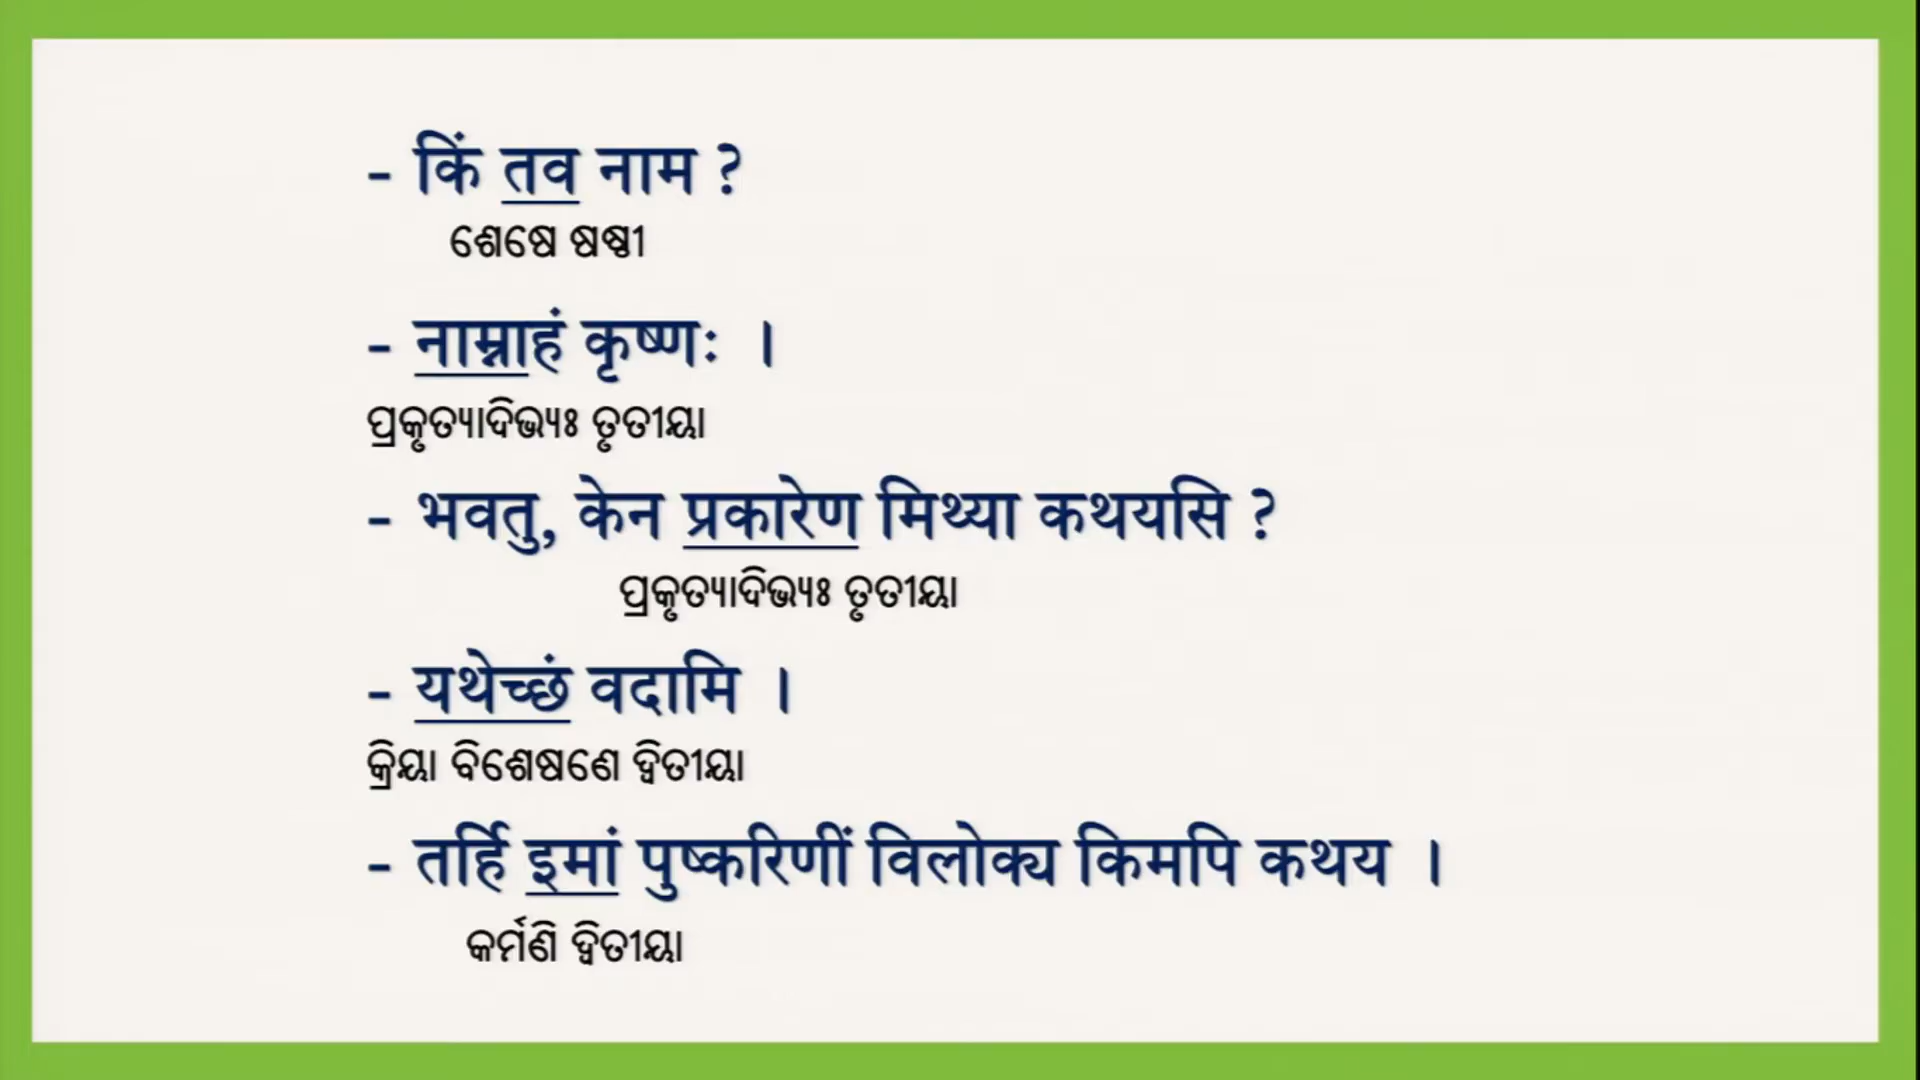 - किं तव नाम ?
ଶେଷେ ଷଷ୍ଠୀ
- नाम्नाहं कृष्णः ।
ପ୍ରକୃତ୍ୟାଦିଭ୍ୟଃ ତୃତୀୟା
- भवतु, केन प्रकारेण मिथ्या कथयसि ?
ପ୍ରକୃତ୍ୟାଦିଭ୍ୟଃ ତୃତୀୟା
- यथेच्छं वदामि ।
କ୍ରିୟା ବିଶେଷଣେ ଦ୍ୱିତୀୟା
- तर्हि इमां पुष्करिणीं विलोक्य किमपि कथय ।
କର୍ମଣି ଦ୍ୱିତୀୟା